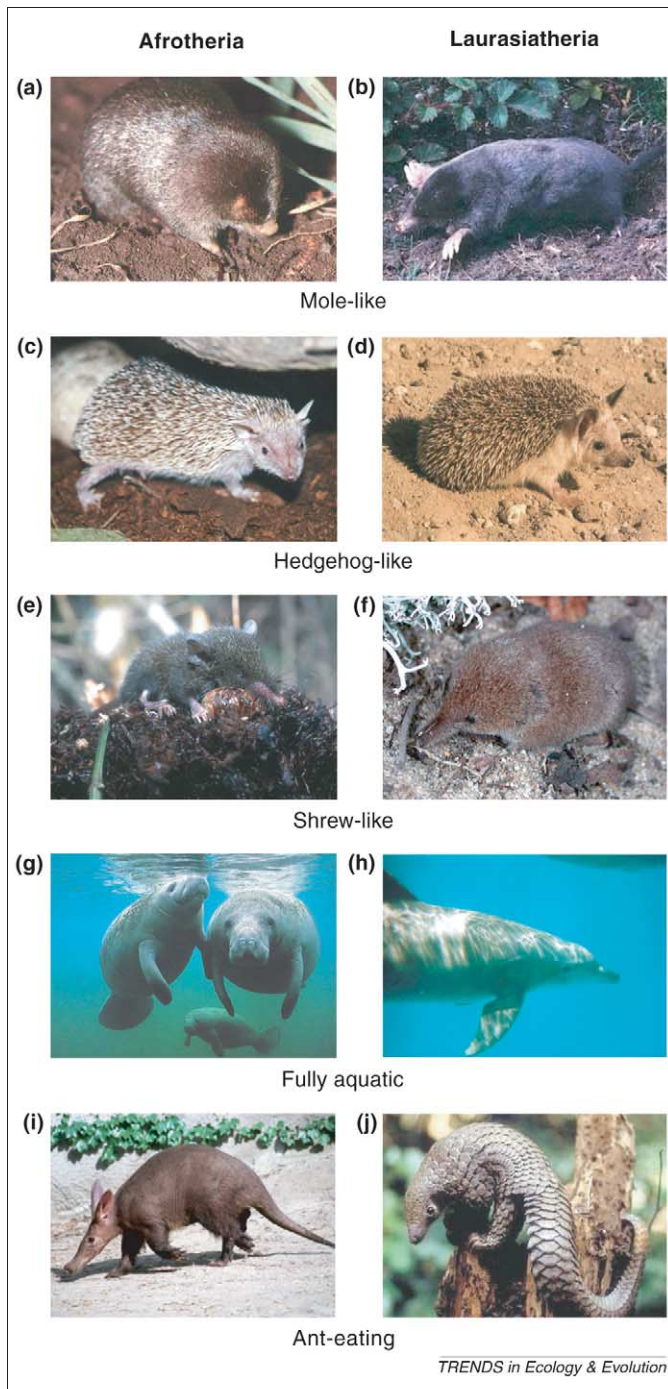 Afrotheria Laurasiatheria
(a) (b)
Mole-like
(c) (d)
Hedgehog-like
(e) (f)
Shrew-like
(g) (h)
Fully aquatic
(i) (j)
Ant-eating
TRENDS in Ecology & Evolution